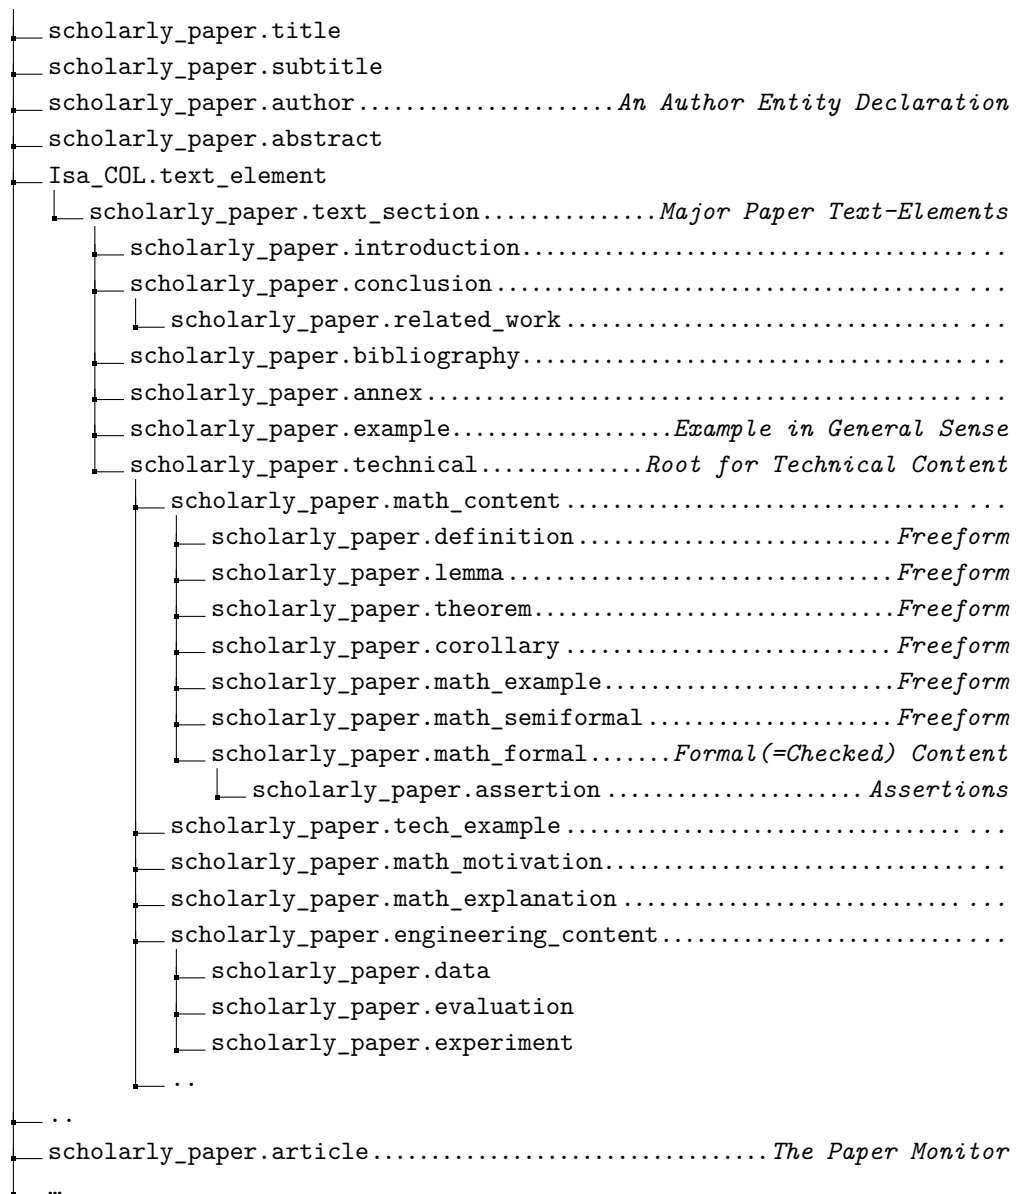 scholarly_paper.title
scholarly_paper.subtitle
scholarly_paper.author......................An Author Entity Declaration
scholarly_paper.abstract
Isa_COL.text_element
scholarly_paper.text_section...............Major Paper Text-Elements
scholarly_paper.introduction.........................................
scholarly_paper.conclusion...........................................
scholarly_paper.related_work.....................................
scholarly_paper.bibliography.........................................
scholarly_paper.annex.................................................
scholarly_paper.example...................Example in General Sense
scholarly_paper.technical..............Root for Technical Content
scholarly_paper.math_content.....................................
scholarly_paper.definition...........................Freeform
scholarly_paper.lemma.................................Freeform
scholarly_paper.theorem...............................Freeform
scholarly_paper.corollary............................Freeform
scholarly_paper.math_example.........................Freeform
scholarly_paper.math_semiformal.....................Freeform
scholarly_paper.math_formal.......Formal(=Checked) Content
scholarly_paper.assertion......................Assertions
scholarly_paper.tech_example.....................................
scholarly_paper.math_motivation..................................
scholarly_paper.math_explanation................................
scholarly_paper.engineering_content.............................
scholarly_paper.data
scholarly_paper.evaluation
scholarly_paper.experiment
..
..
scholarly_paper.article.................................The Paper Monitor
…